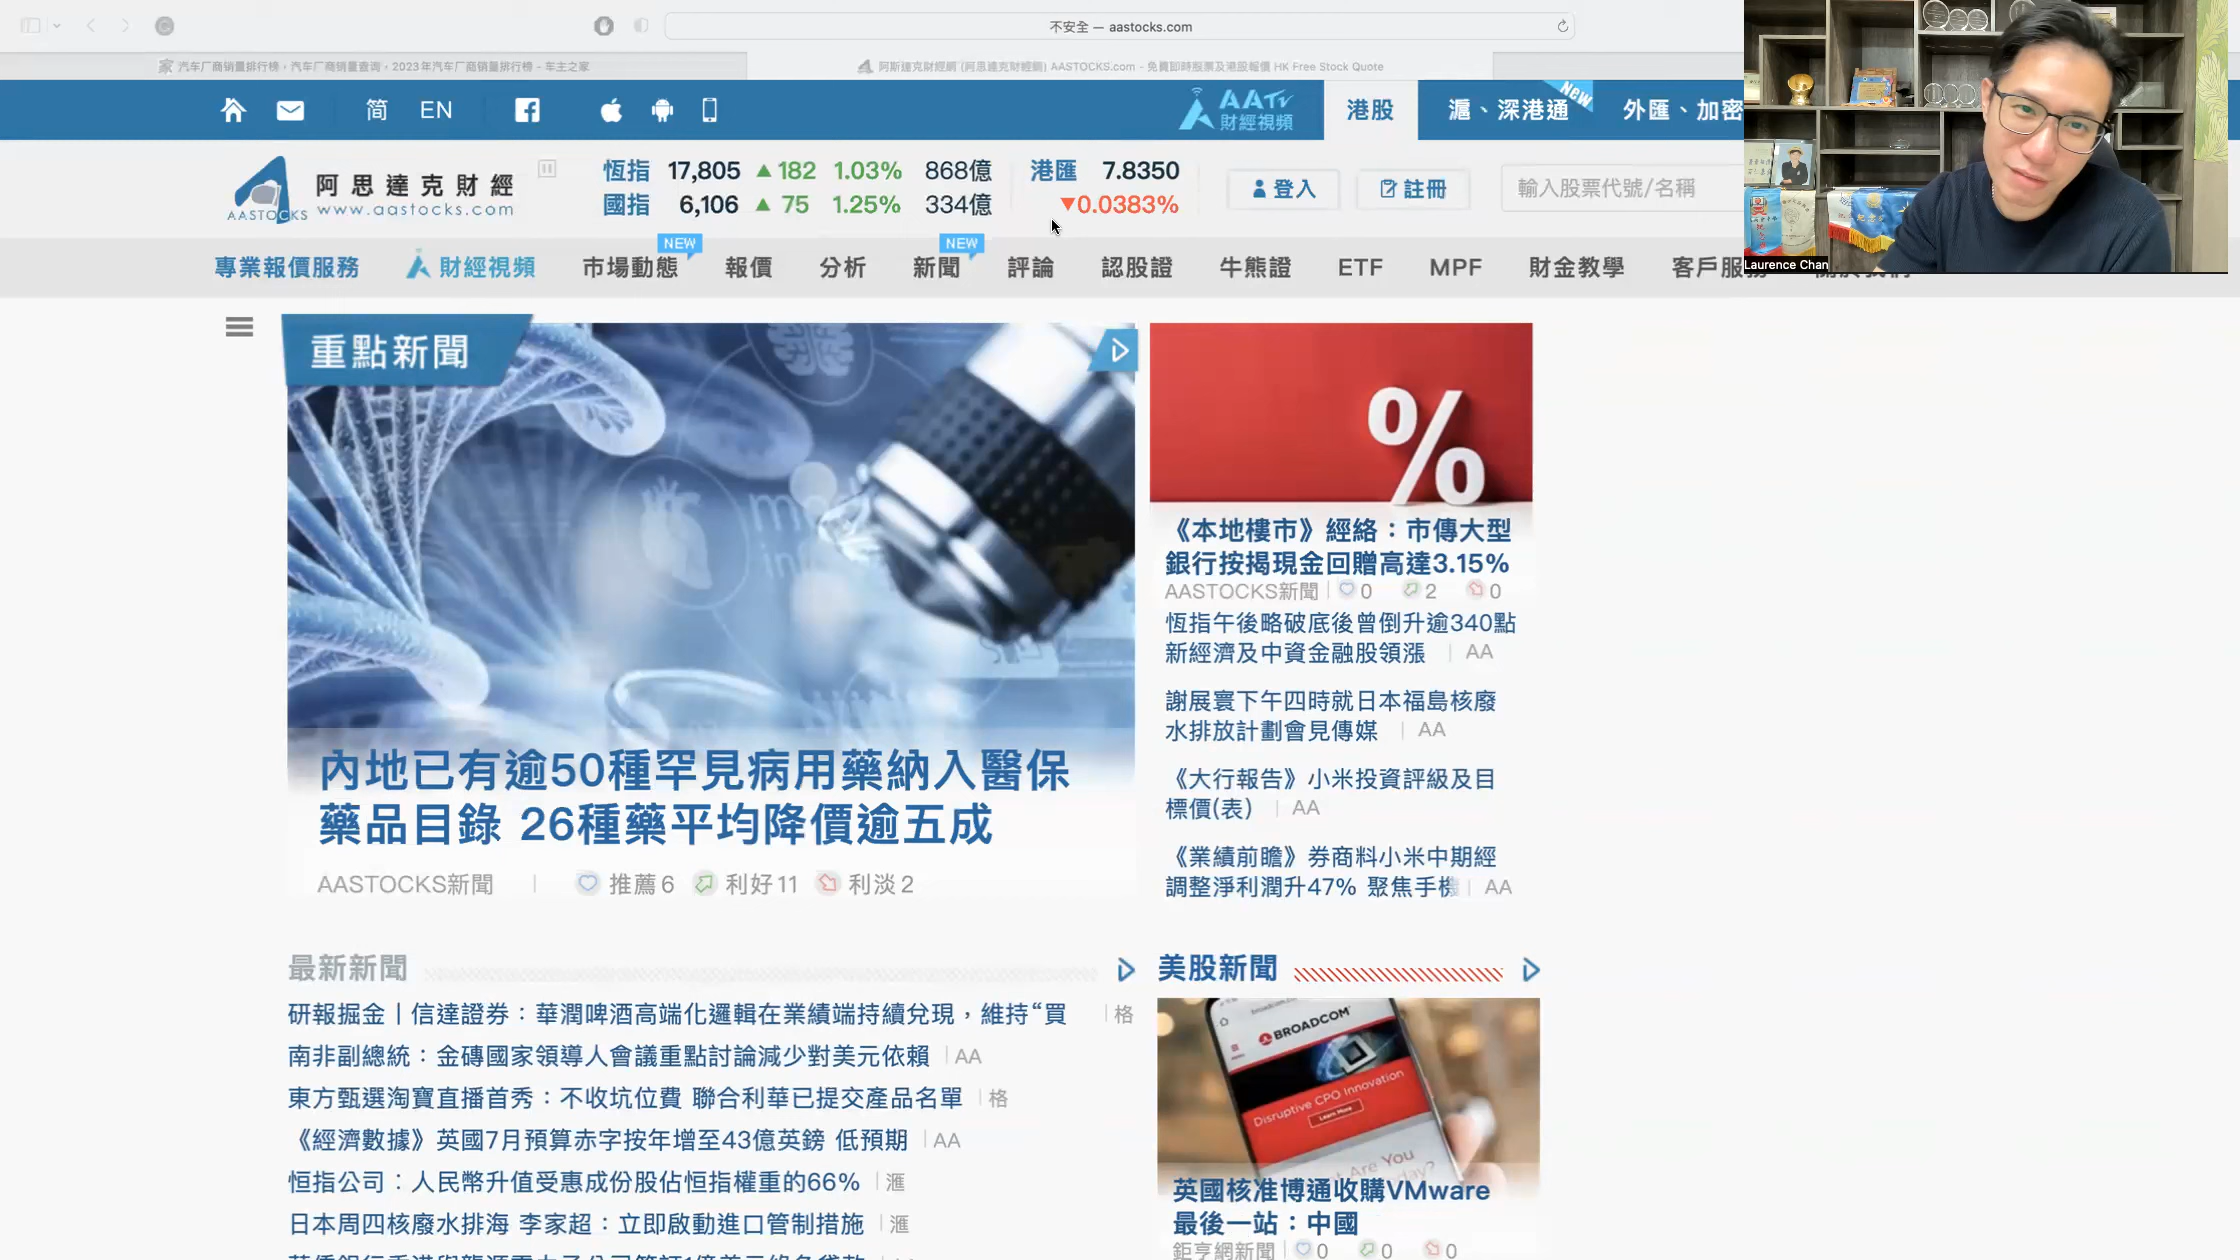 不安全 — aastocks.com
汽车厂商销量排行榜，汽车厂商销量查询，2023年汽车厂商销量排行榜 - 车主之家
阿斯達克財經網 (阿思達克財經網) AASTOCKS.com - 免費即時股票及港股報價 HK Free Stock Quote
简 EN
AATV 財經視頻
港股
滬、深港通
New
外匯、加密
AASTOCKS
阿思達克財經
www.aastocks.com
恆指 17,805 ▲182 1.03% 868億
國指 6,106 ▲ 75 1.25% 334億
港匯 7.8350
▼0.0383%
登入
註冊
輸入股票代號/名稱
Laurence Chan
NEW
NEW
專業報價服務 財經視頻 市場動態 報價 分析 新聞 評論 認股證 牛熊證 ETF MPF 財金教學 客戶服
重點新聞
內地已有逾50種罕見病用藥納入醫保
藥品目錄 26種藥平均降價逾五成
AASTOCKS新聞 推薦 6 利好 11 利淡 2
%
《本地樓市》經絡：市傳大型
銀行按揭現金回贈高達3.15%
AASTOCKS新聞 0 2 0
恆指午後略破底後曾倒升逾340點
新經濟及中資金融股領漲 | AA
謝展寰下午四時就日本福島核廢
水排放計劃會見傳媒 | AA
《大行報告》小米投資評級及目
標價(表) | AA
《業績前瞻》券商料小米中期經
調整淨利潤升47% 聚焦手機 | AA
最新新聞
研報掘金丨信達證券：華潤啤酒高端化邏輯在業績端持續兌現，維持“買 | 格
南非副總統：金磚國家領導人會議重點討論減少對美元依賴 | AA
東方甄選淘寶直播首秀：不收坑位費 聯合利華已提交產品名單 | 格
《經濟數據》英國7月預算赤字按年增至43億英鎊 低預期 | AA
恒指公司：人民幣升值受惠成份股佔恒指權重的66% | 滙
日本周四核廢水排海 李家超：立即啟動進口管制措施 | 滙
美股新聞
BROADCOM
Disruptive CPO Innovation
Learn More
英國核准博通收購VMware
最後一站：中國
鉅亨網新聞 0 0 0